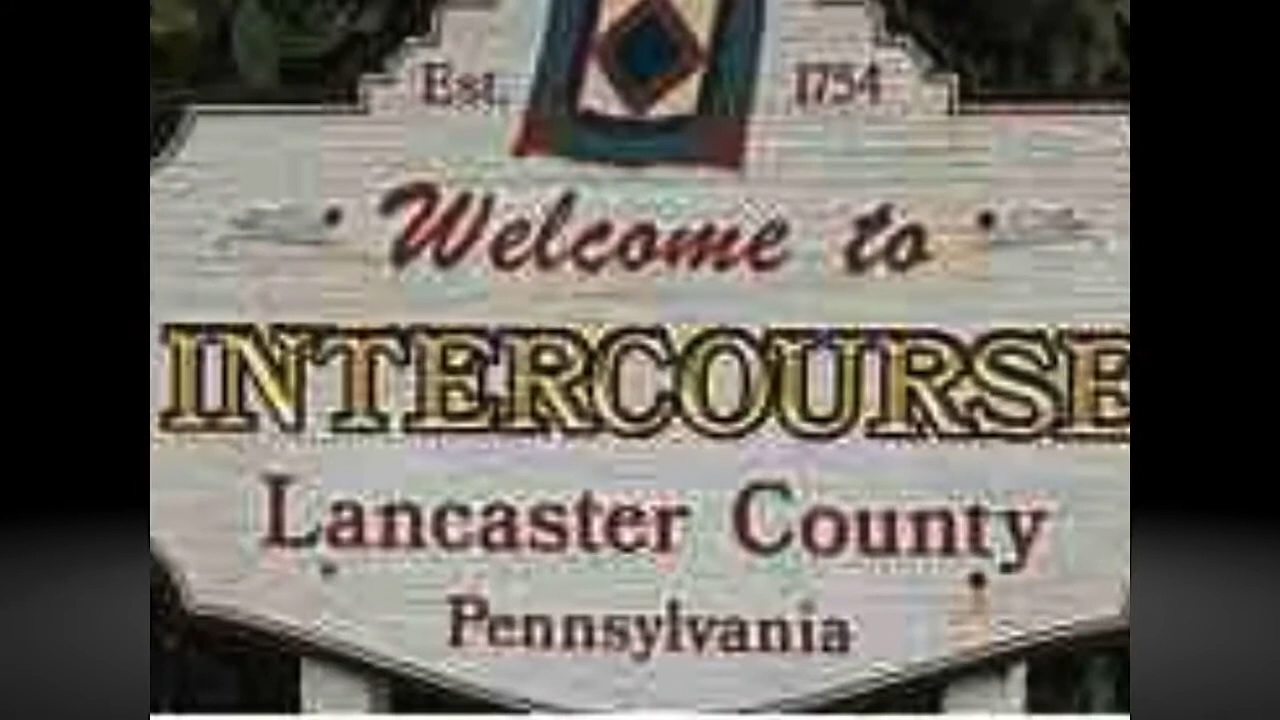 Est. 1754
Welcome to
INTERCOURSE
Lancaster County
Pennsylvania